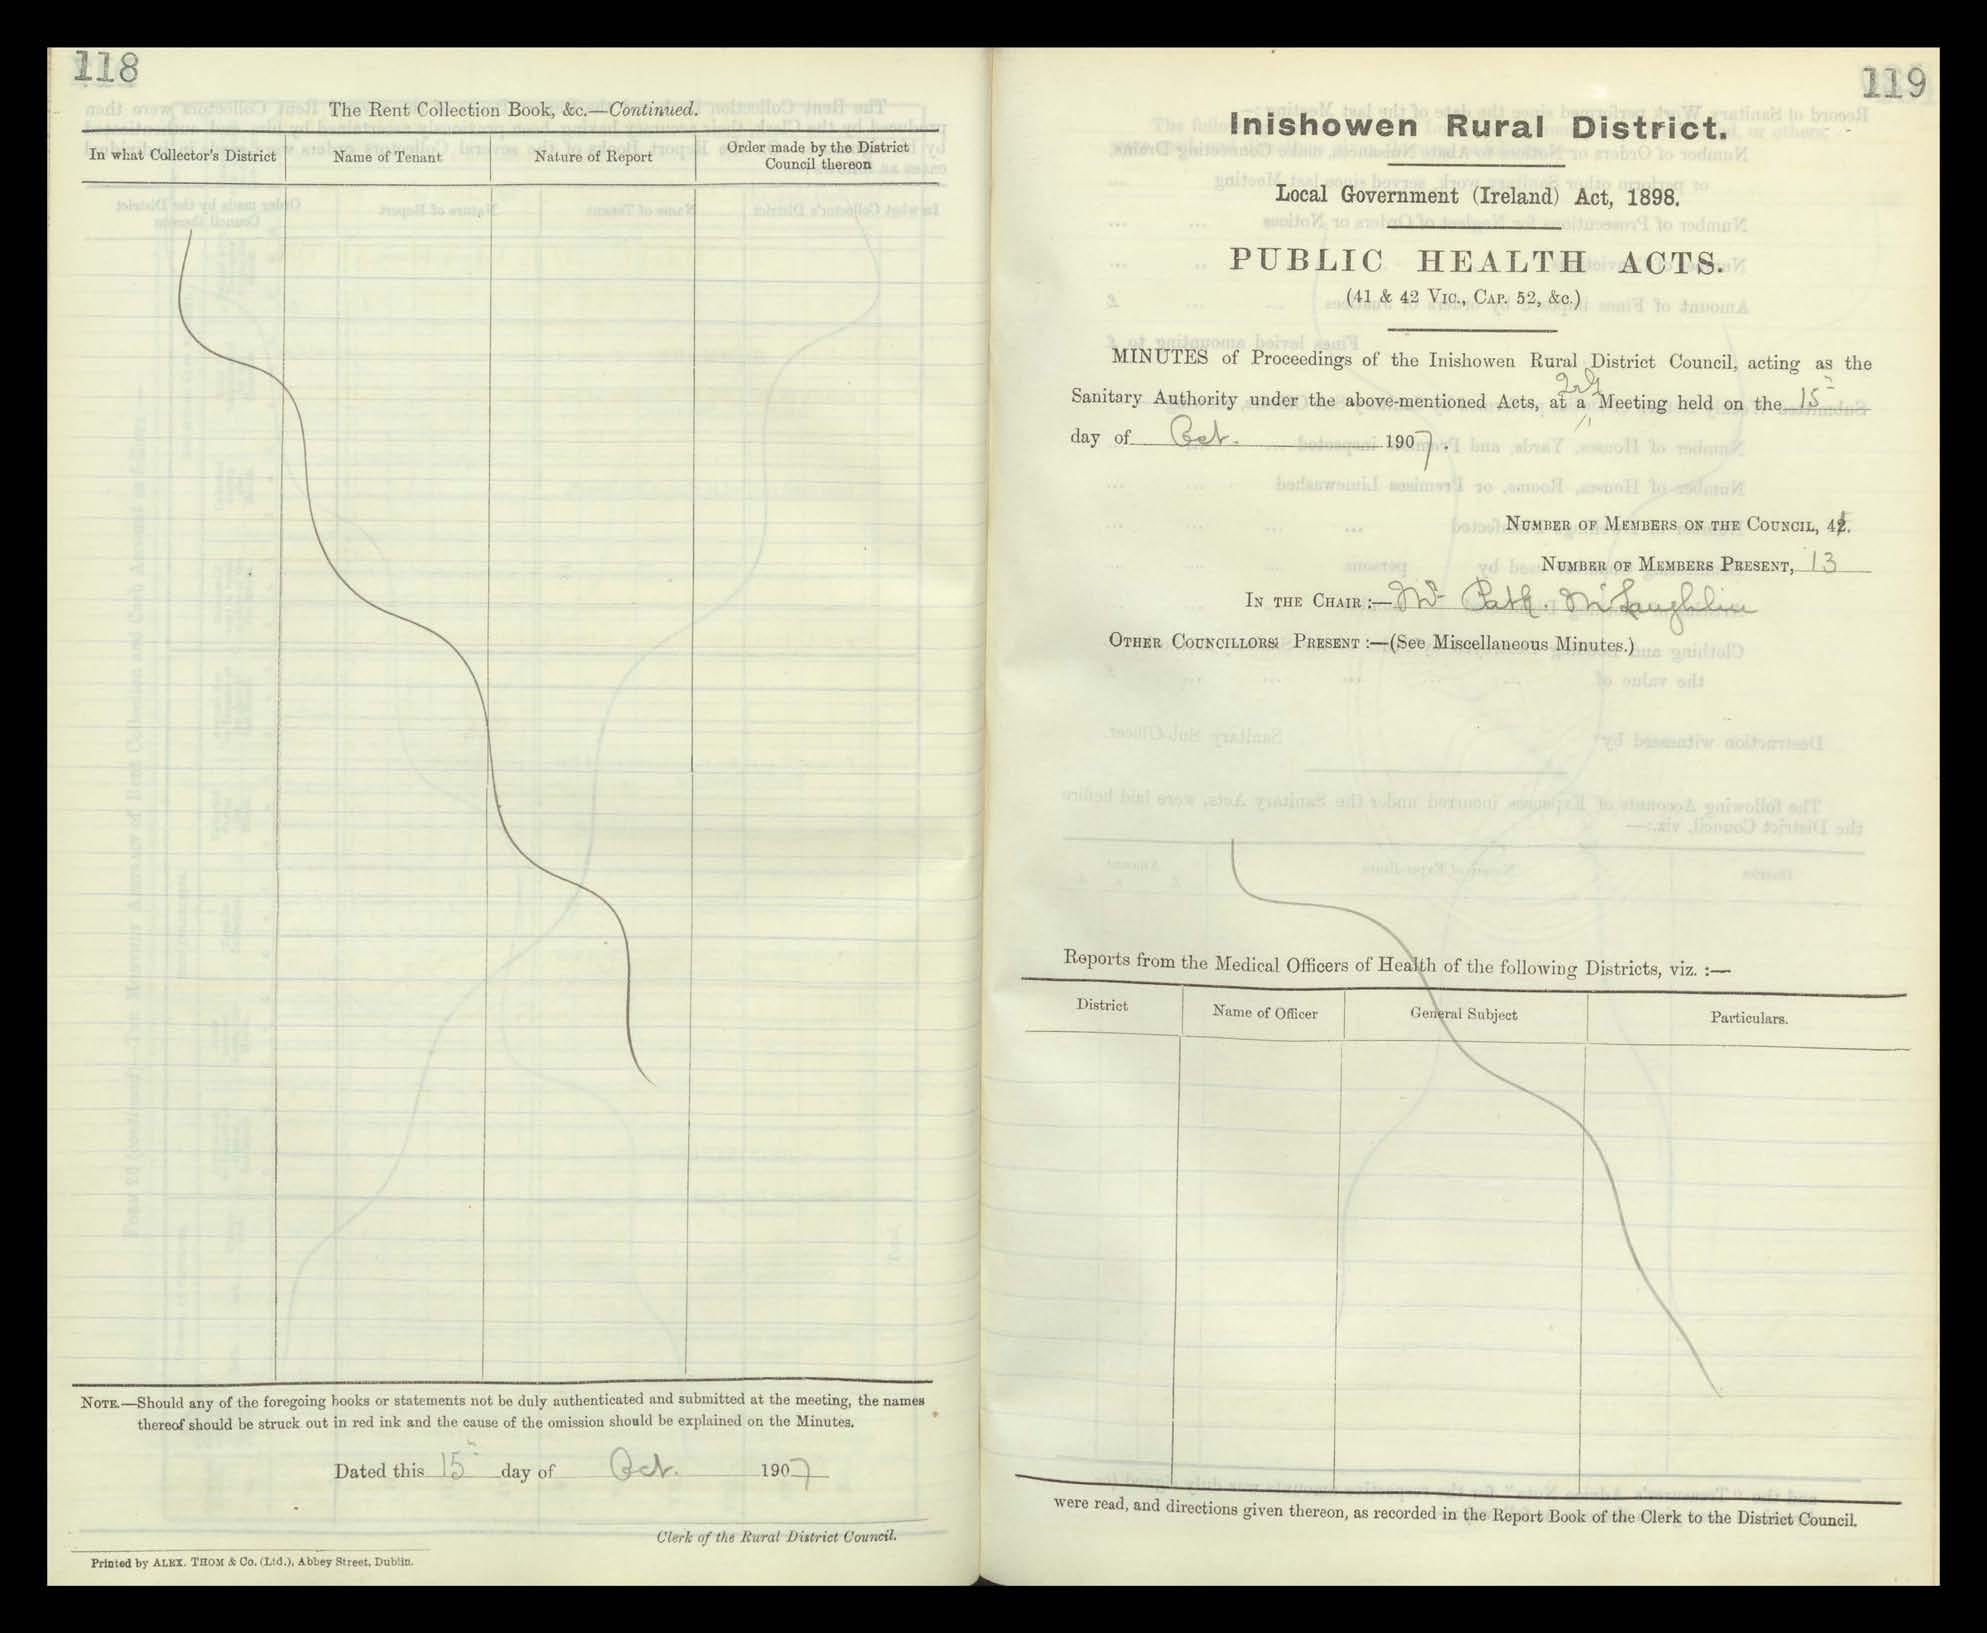 118
The Rent Collection Book, &c.—Continued.
In what Collector's District | Name of Tenant | Nature of Report | Order made by the District Council thereon
NOTE.—Should any of the foregoing books or statements not be duly authenticated and submitted at the meeting, the names
thereof should be struck out in red ink and the cause of the omission should be explained on the Minutes.
Dated this 15th day of Oct. 1907
Clerk of the Rural District Council.
Printed by ALEX. THOM & Co. (Ltd.), Abbey Street, Dublin.
119
Inishowen Rural District.
Local Government (Ireland) Act, 1898.
PUBLIC HEALTH ACTS.
(41 & 42 VIC., CAP. 52, &c.)
MINUTES of Proceedings of the Inishowen Rural District Council, acting as the
Sanitary Authority under the above-mentioned Acts, at a Meeting held on the 15th
day of Oct. 1907.
NUMBER OF MEMBERS ON THE COUNCIL, 41.
NUMBER OF MEMBERS PRESENT, 13
IN THE CHAIR :—Mr Patk. McLaughlin
OTHER COUNCILLORS PRESENT :—(See Miscellaneous Minutes.)
Reports from the Medical Officers of Health of the following Districts, viz. :—
District | Name of Officer | General Subject | Particulars.
were read, and directions given thereon, as recorded in the Report Book of the Clerk to the District Council.